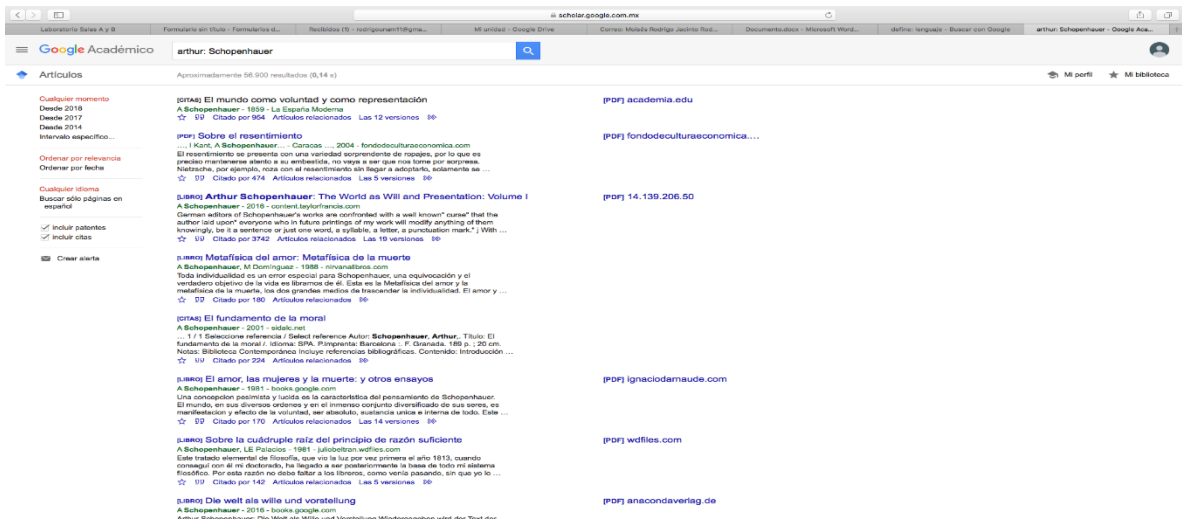 scholar.google.com.mx
Laboratorio Salas A y B
Formulario sin título - Formularios d...
Recibidos (1) - rodrigounam11@gma...
Mi unidad - Google Drive
Correo: Moisés Rodrigo Jacinto Rod...
Documento.docx - Microsoft Word...
define: lenguaje - Buscar con Google
arthur: Schopenhauer - Google Aca...
Google Académico
arthur: Schopenhauer
Artículos
Aproximadamente 56.900 resultados (0,14 s)
Mi perfil
Mi biblioteca
Cualquier momento
Desde 2018
Desde 2017
Desde 2014
Intervalo específico...
Ordenar por relevancia
Ordenar por fecha
Cualquier idioma
Buscar sólo páginas en
español
incluir patentes
incluir citas
Crear alerta
[CITAS] El mundo como voluntad y como representación
A Schopenhauer - 1859 - La España Moderna
Citado por 954 Artículos relacionados Las 12 versiones
[PDF] academia.edu
[PDF] Sobre el resentimiento
..., I Kant, A Schopenhauer... - Caracas ..., 2004 - fondodeculturaeconomica.com
El resentimiento se presenta con una variedad sorprendente de ropajes, por lo que es
preciso mantenerse atento a su embestida, no vaya a ser que nos tome por sorpresa.
Nietzsche, por ejemplo, roza con el resentimiento sin llegar a adoptarlo, solamente se ...
Citado por 474 Artículos relacionados Las 5 versiones
[PDF] fondodeculturaeconomica....
[LIBRO] Arthur Schopenhauer: The World as Will and Presentation: Volume I
A Schopenhauer - 2016 - content.taylorfrancis.com
German editors of Schopenhauer's works are confronted with a well known" curse" that the
author laid upon" everyone who in future printings of my work will modify anything of them
knowingly, be it a sentence or just one word, a syllable, a letter, a punctuation mark." j With ...
Citado por 3742 Artículos relacionados Las 19 versiones
[PDF] 14.139.206.50
[LIBRO] Metafísica del amor: Metafísica de la muerte
A Schopenhauer, M Domínguez - 1988 - nirvanalibros.com
Toda individualidad es un error especial para Schopenhauer, una equivocación y el
verdadero objetivo de la vida es librarnos de él. Esta es la Metafísica del amor y la
metafísica de la muerte, los dos grandes medios de trascender la individualidad. El amor y ...
Citado por 180 Artículos relacionados
[CITAS] El fundamento de la moral
A Schopenhauer - 2001 - sidalc.net
... 1 / 1 Seleccione referencia / Select reference Autor: Schopenhauer, Arthur,. Título: El
fundamento de la moral /. Idioma: SPA. P.Imprenta: Barcelona :. F. Granada. 189 p. ; 20 cm.
Notas: Biblioteca Contemporánea Incluye referencias bibliográficas. Contenido: Introducción ...
Citado por 224 Artículos relacionados
[LIBRO] El amor, las mujeres y la muerte: y otros ensayos
A Schopenhauer - 1981 - books.google.com
Una concepcion pesimista y lucida es la caracteristica del pensamiento de Schopenhauer.
El mundo, en sus diversos ordenes y en el inmenso conjunto diversificado de sus seres, es
manifestacion y efecto de la voluntad, ser absoluto, sustancia unica e interna de todo. Este ...
Citado por 170 Artículos relacionados Las 14 versiones
[PDF] ignaciodarnaude.com
[LIBRO] Sobre la cuádruple raíz del principio de razón suficiente
A Schopenhauer, LE Palacios - 1981 - juliobeltran.wdfiles.com
Este tratado elemental de filosofía, que vio la luz por vez primera el año 1813, cuando
conseguí con él mi doctorado, ha llegado a ser posteriormente la base de todo mi sistema
filosófico. Por esta razón no debe faltar a los libreros, como venía pasando, sin que yo lo ...
Citado por 142 Artículos relacionados Las 5 versiones
[PDF] wdfiles.com
[LIBRO] Die welt als wille und vorstellung
A Schopenhauer - 2016 - books.google.com
Arthur Schopenhauer: Die Welt als Wille und Vorstellung Wiedergegeben wird der Text der
[PDF] anacondaverlag.de